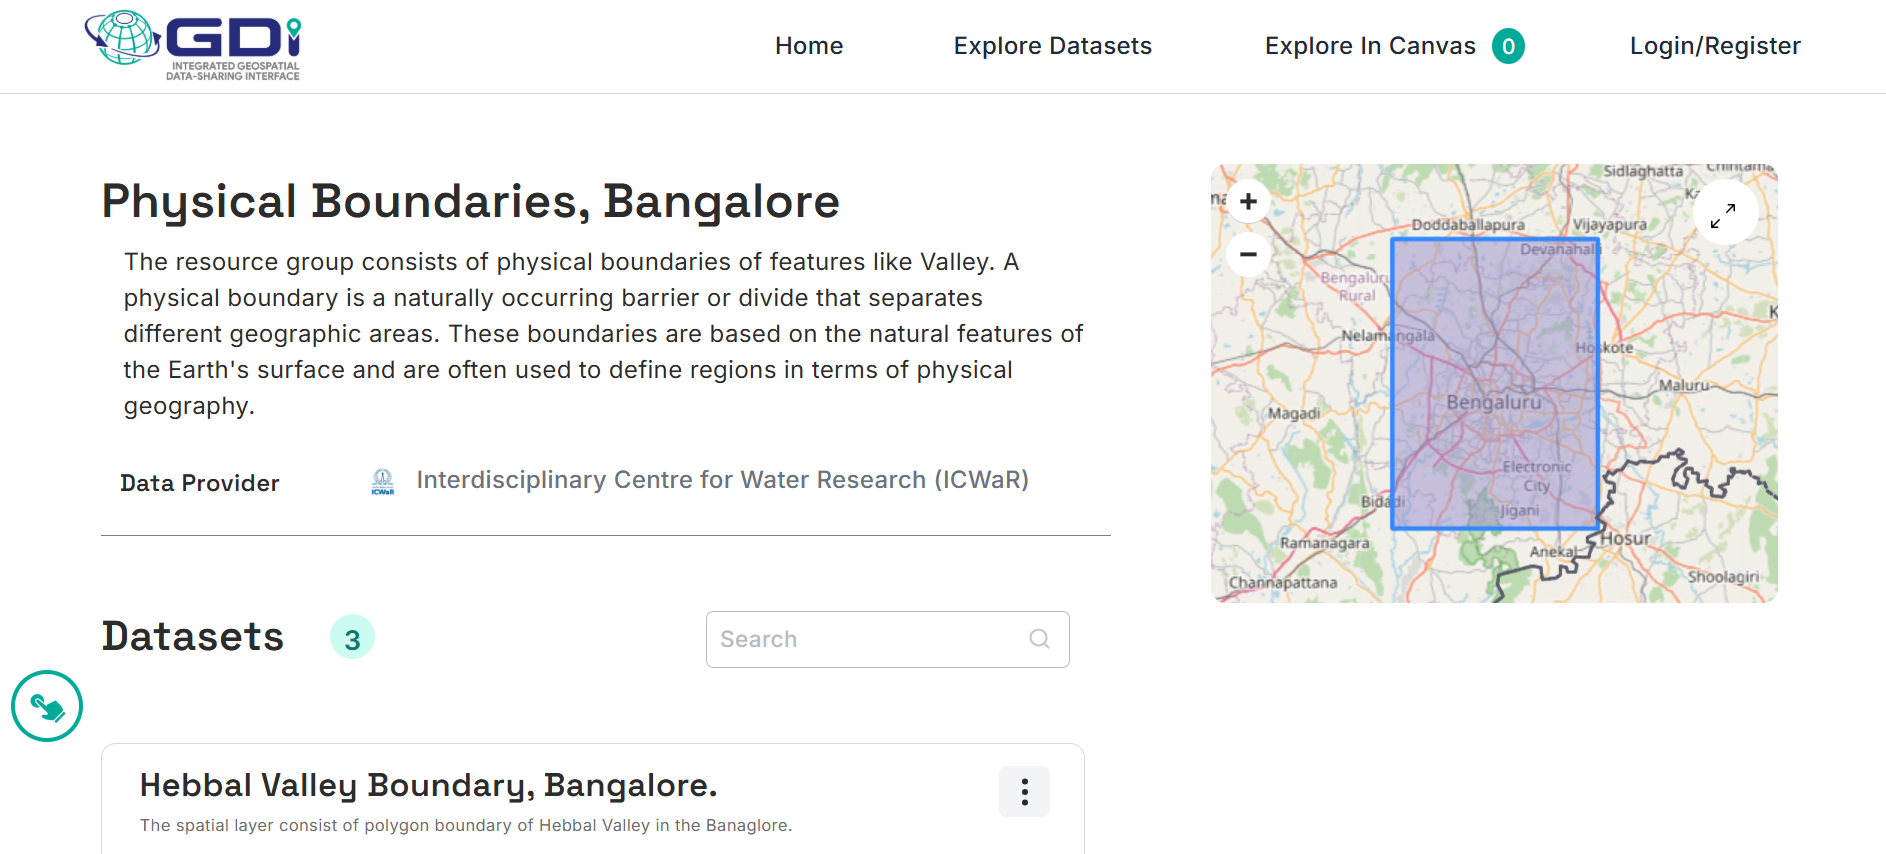 GDi
INTEGRATED GEOSPATIAL
DATA-SHARING INTERFACE
Home
Explore Datasets
Explore In Canvas 0
Login/Register
Physical Boundaries, Bangalore
The resource group consists of physical boundaries of features like Valley. A
physical boundary is a naturally occurring barrier or divide that separates
different geographic areas. These boundaries are based on the natural features of
the Earth's surface and are often used to define regions in terms of physical
geography.
Data Provider
ICWaR
Interdisciplinary Centre for Water Research (ICWaR)
+
−
Sidlaghatta
Chintama
Doddaballapura
Vijayapura
Devanahalli
Bengaluru
Rural
Nelamangala
Hoskote
Maluru
Bengaluru
Magadi
Electronic
City
Bidadi
Jigani
Ramanagara
Anekal
Hosur
Channapattana
Shoolagiri
Datasets 3
Search
Hebbal Valley Boundary, Bangalore.
The spatial layer consist of polygon boundary of Hebbal Valley in the Banaglore.